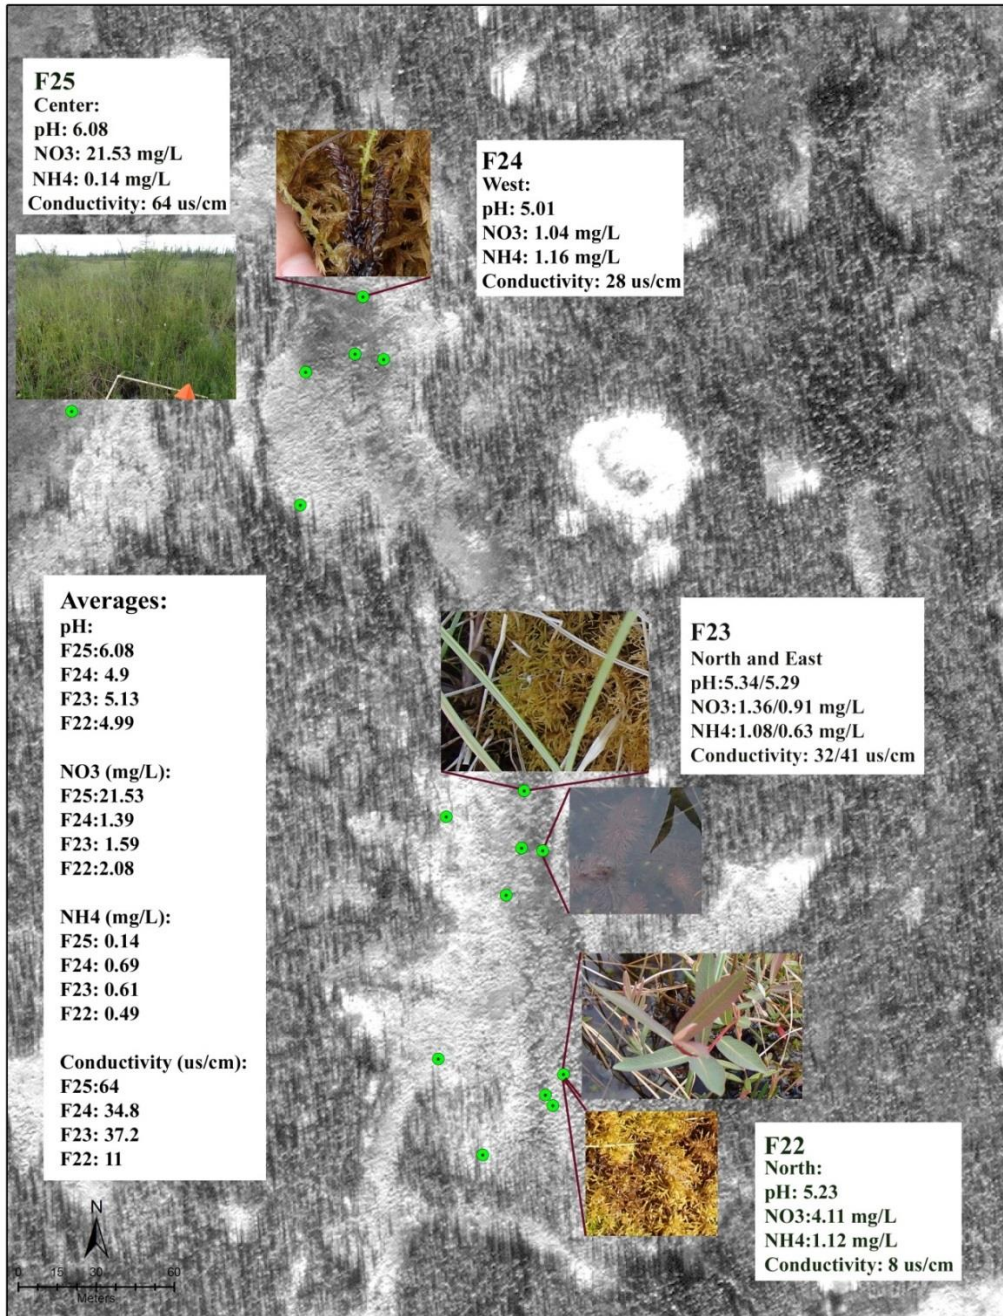 F25
Center:
pH: 6.08
NO3: 21.53 mg/L
NH4: 0.14 mg/L
Conductivity: 64 us/cm
F24
West:
pH: 5.01
NO3: 1.04 mg/L
NH4: 1.16 mg/L
Conductivity: 28 us/cm
Averages:
pH:
F25:6.08
F24: 4.9
F23: 5.13
F22:4.99
NO3 (mg/L):
F25:21.53
F24:1.39
F23: 1.59
F22:2.08
NH4 (mg/L):
F25: 0.14
F24: 0.69
F23: 0.61
F22: 0.49
Conductivity (us/cm):
F25:64
F24: 34.8
F23: 37.2
F22: 11
F23
North and East
pH:5.34/5.29
NO3:1.36/0.91 mg/L
NH4:1.08/0.63 mg/L
Conductivity: 32/41 us/cm
F22
North:
pH: 5.23
NO3:4.11 mg/L
NH4:1.12 mg/L
Conductivity: 8 us/cm
N
0 15 30 60
Meters